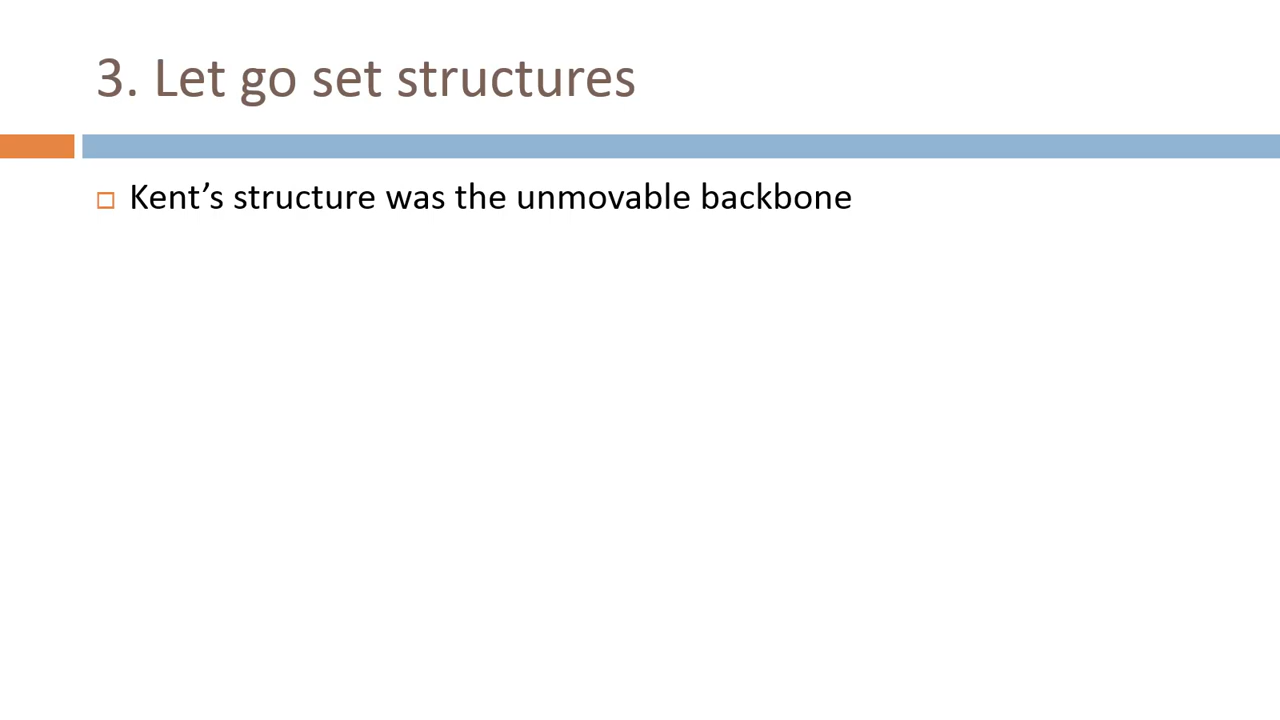 3. Let go set structures
Kent’s structure was the unmovable backbone